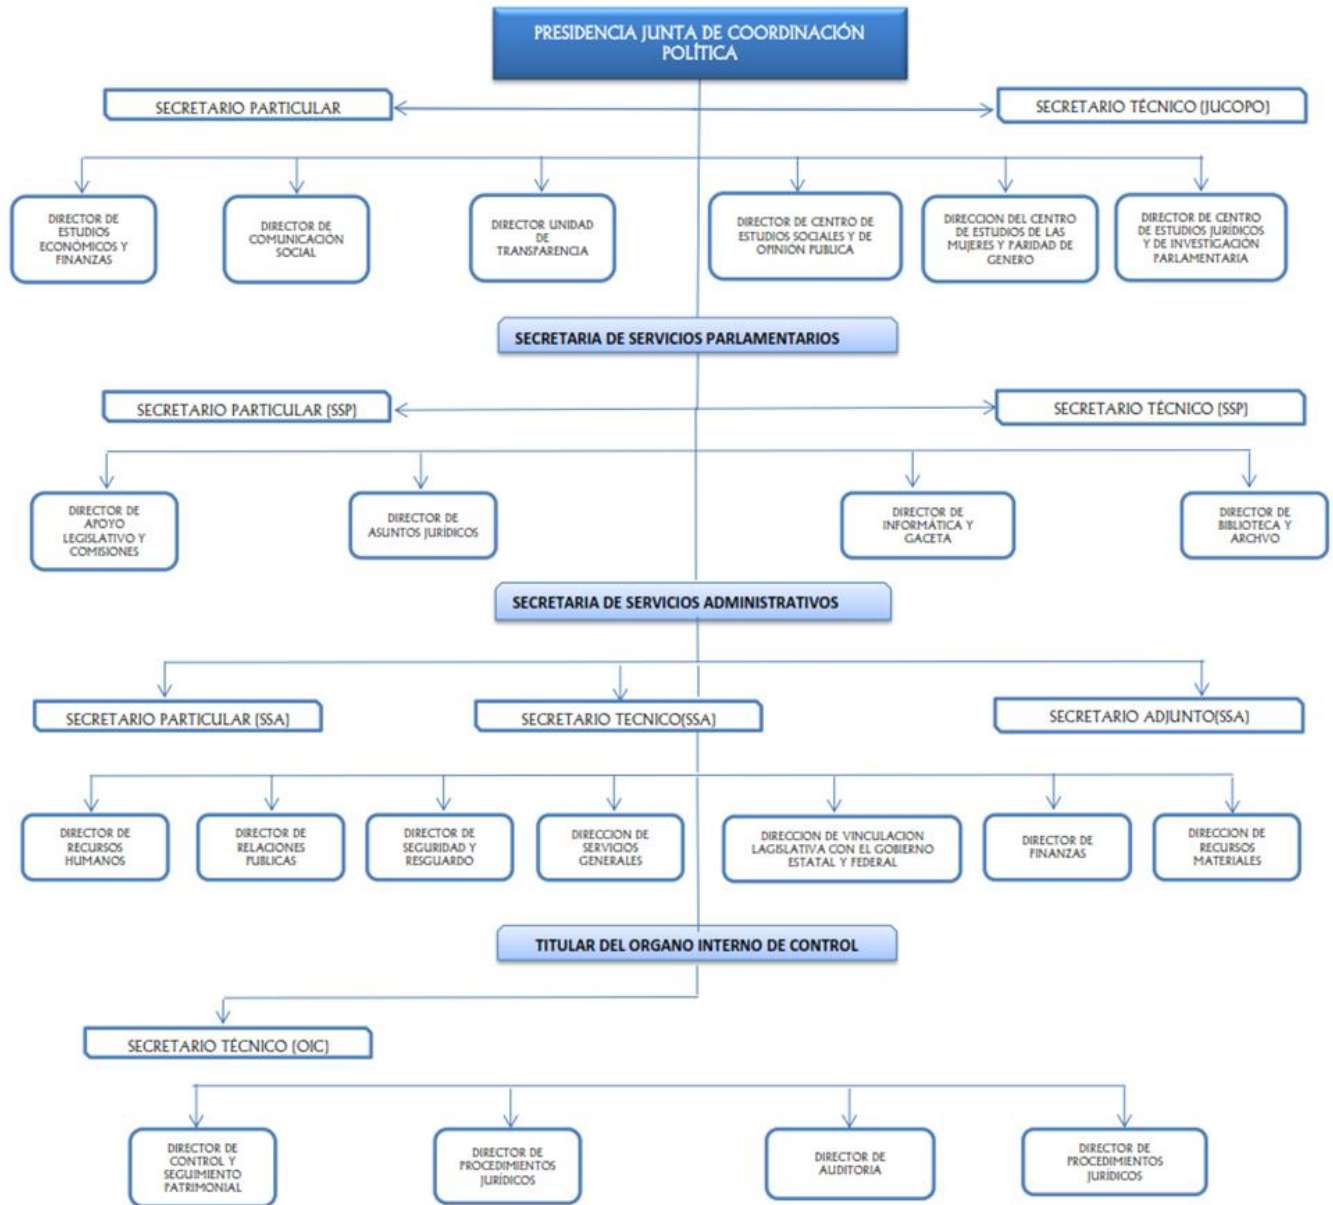 PRESIDENCIA JUNTA DE COORDINACIÓN
POLÍTICA
SECRETARIO PARTICULAR
SECRETARIO TÉCNICO (JUCOPO)
DIRECTOR DE
ESTUDIOS
ECONÓMICOS Y
FINANZAS
DIRECTOR DE
COMUNICACIÓN
SOCIAL
DIRECTOR UNIDAD
DE
TRANSPARENCIA
DIRECTOR DE CENTRO DE
ESTUDIOS SOCIALES Y DE
OPINIÓN PUBLICA
DIRECCION DEL CENTRO
DE ESTUDIOS DE LAS
MUJERES Y PARIDAD DE
GENERO
DIRECTOR DE CENTRO
DE ESTUDIOS JURÍDICOS
Y DE INVESTIGACIÓN
PARLAMENTARIA
SECRETARIA DE SERVICIOS PARLAMENTARIOS
SECRETARIO PARTICULAR (SSP)
SECRETARIO TÉCNICO (SSP)
DIRECTOR DE
APOYO
LEGISLATIVO Y
COMISIONES
DIRECTOR DE
ASUNTOS JURÍDICOS
DIRECTOR DE
INFORMÁTICA Y
GACETA
DIRECTOR DE
BIBLIOTECA Y
ARCHVO
SECRETARIA DE SERVICIOS ADMINISTRATIVOS
SECRETARIO PARTICULAR (SSA)
SECRETARIO TECNICO(SSA)
SECRETARIO ADJUNTO(SSA)
DIRECTOR DE
RECURSOS
HUMANOS
DIRECTOR DE
RELACIONES
PUBLICAS
DIRECTOR DE
SEGURIDAD Y
RESGUARDO
DIRECCION DE
SERVICIOS
GENERALES
DIRECCION DE VINCULACION
LAGISLATIVA CON EL GOBIERNO
ESTATAL Y FEDERAL
DIRECTOR DE
FINANZAS
DIRECCION DE
RECURSOS
MATERIALES
TITULAR DEL ORGANO INTERNO DE CONTROL
SECRETARIO TÉCNICO (OIC)
DIRECTOR DE
CONTROL Y
SEGUIMIENTO
PATRIMONIAL
DIRECTOR DE
PROCEDIMIENTOS
JURÍDICOS
DIRECTOR DE
AUDITORIA
DIRECTOR DE
PROCEDIMIENTOS
JURÍDICOS